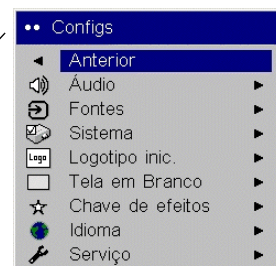 •• Configs
Anterior
Áudio
Fontes
Sistema
Logo Logotipo inic.
Tela em Branco
Chave de efeitos
Idioma
Serviço